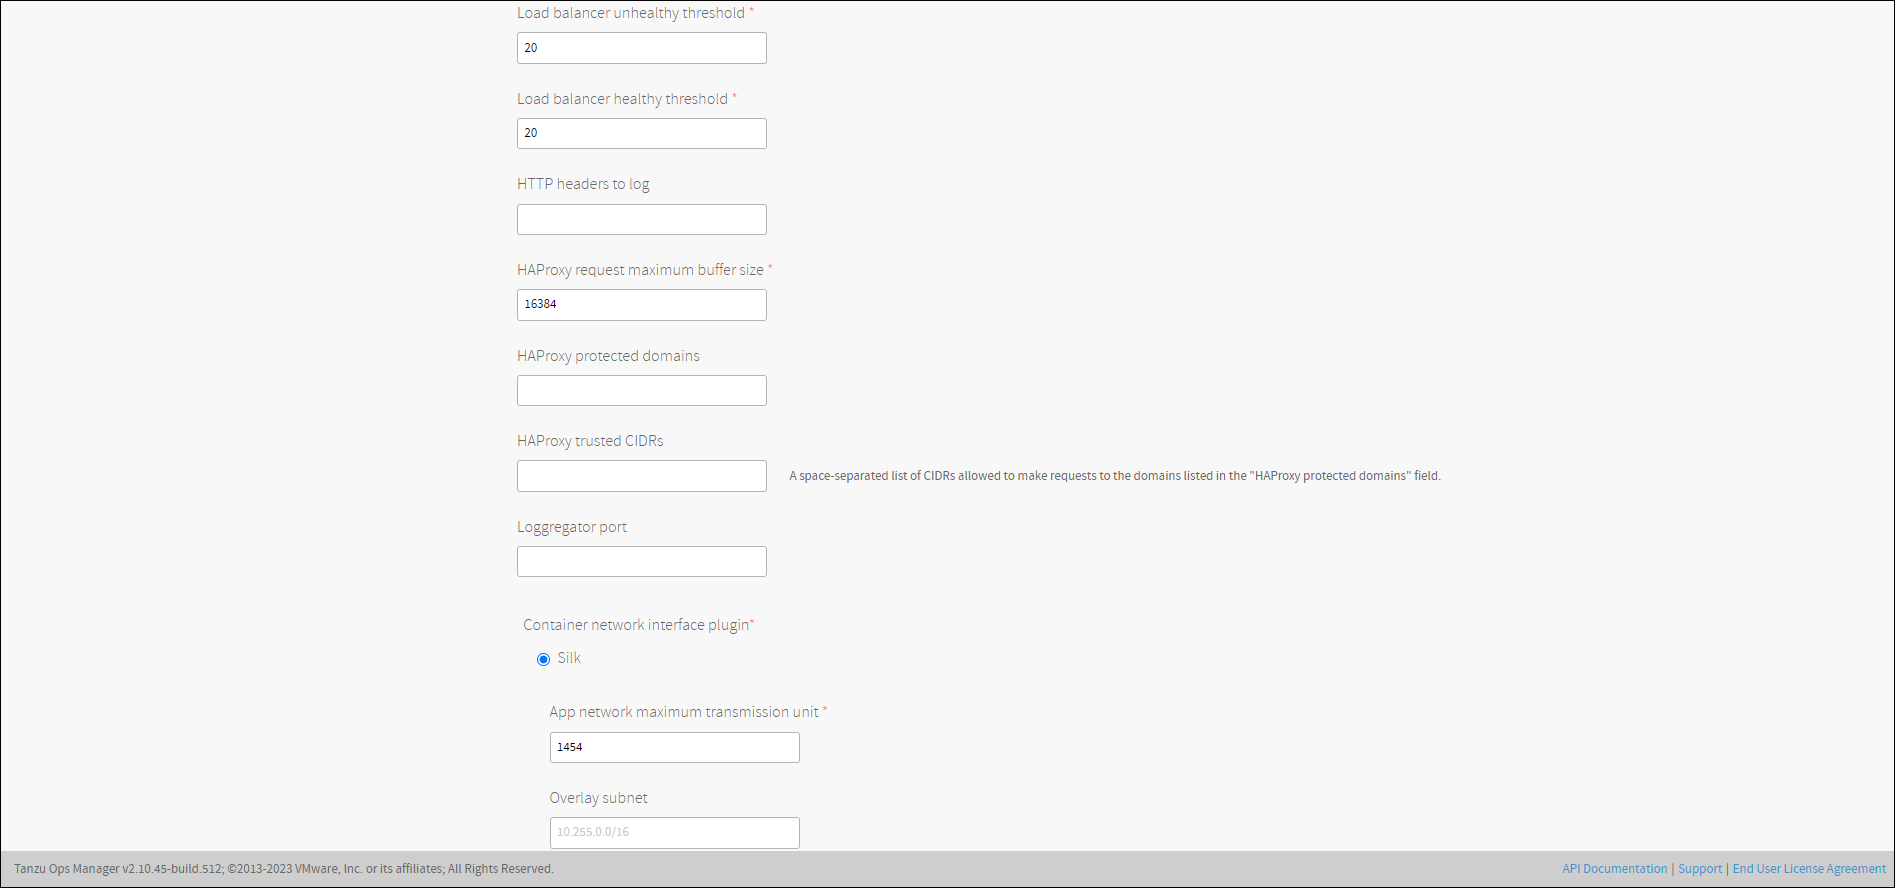 Load balancer unhealthy threshold *
20
Load balancer healthy threshold *
20
HTTP headers to log
HAProxy request maximum buffer size *
16384
HAProxy protected domains
HAProxy trusted CIDRs
A space-separated list of CIDRs allowed to make requests to the domains listed in the "HAProxy protected domains" field.
Loggregator port
Container network interface plugin*
Silk
App network maximum transmission unit *
1454
Overlay subnet
10.255.0.0/16
Tanzu Ops Manager v2.10.45-build.512; ©2013-2023 VMware, Inc. or its affiliates; All Rights Reserved.
API Documentation | Support | End User License Agreement